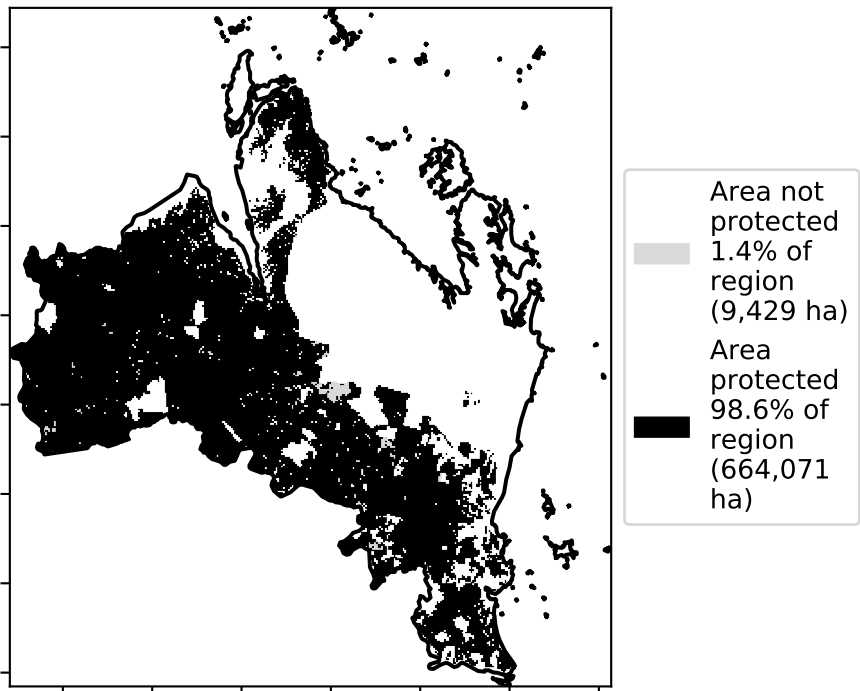 Area not
protected
1.4% of
region
(9,429 ha)
Area
protected
98.6% of
region
(664,071
ha)